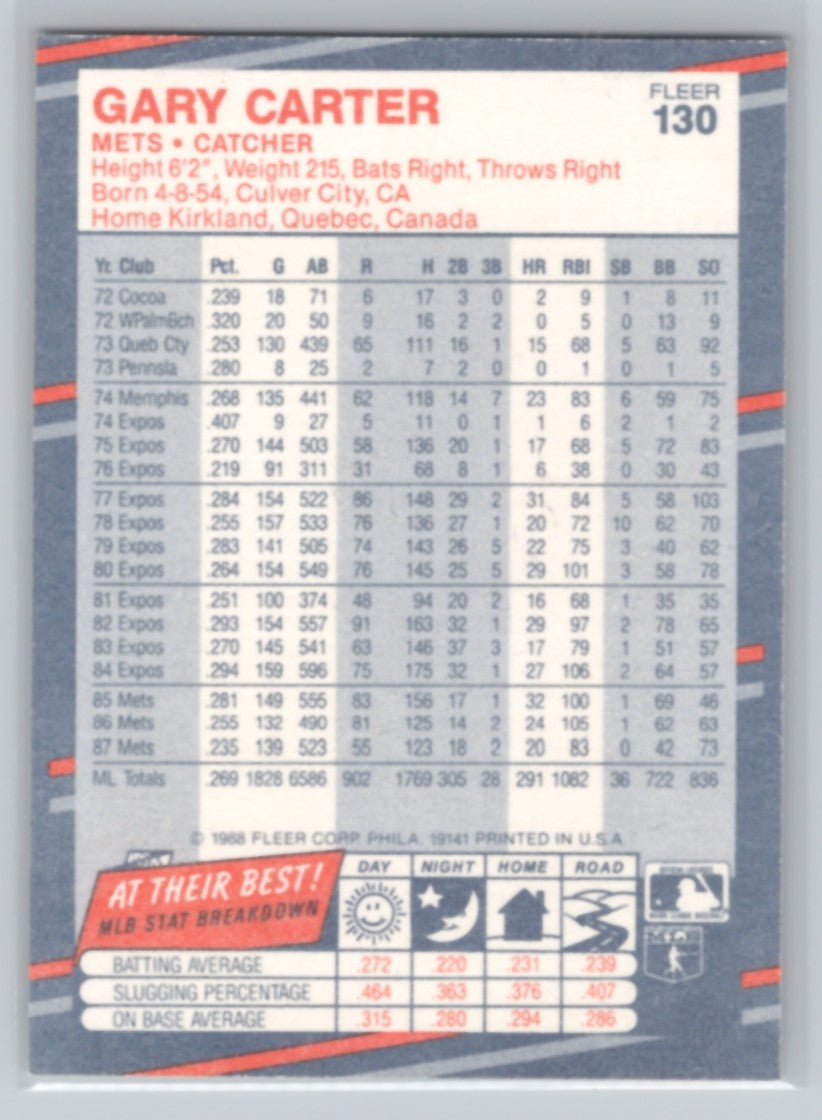 GARY CARTER
FLEER
130
METS • CATCHER
Height 6'2", Weight 215, Bats Right, Throws Right
Born 4-8-54, Culver City, CA
Home Kirkland, Quebec, Canada
Yr. Club Pct. G AB R H 2B 3B HR RBI SB BB SO
72 Cocoa .239 18 71 6 17 3 0 2 9 1 8 11
72 WPalmBch .320 20 50 9 16 2 2 0 5 0 13 9
73 Queb Cty .253 130 439 65 111 16 1 15 68 5 63 92
73 Pennsla .280 8 25 2 7 2 0 0 1 0 1 5
74 Memphis .268 135 441 62 118 14 7 23 83 6 59 75
74 Expos .407 9 27 5 11 0 1 1 6 2 1 2
75 Expos .270 144 503 58 136 20 1 17 68 5 72 83
76 Expos .219 91 311 31 68 8 1 6 38 0 30 43
77 Expos .284 154 522 86 148 29 2 31 84 5 58 103
78 Expos .255 157 533 76 136 27 1 20 72 10 62 70
79 Expos .283 141 505 74 143 26 5 22 75 3 40 62
80 Expos .264 154 549 76 145 25 5 29 101 3 58 78
81 Expos .251 100 374 48 94 20 2 16 68 1 35 35
82 Expos .293 154 557 91 163 32 1 29 97 2 78 65
83 Expos .270 145 541 63 146 37 3 17 79 1 51 57
84 Expos .294 159 596 75 175 32 1 27 106 2 64 57
85 Mets .281 149 555 83 156 17 1 32 100 1 69 46
86 Mets .255 132 490 81 125 14 2 24 105 1 62 63
87 Mets .235 139 523 55 123 18 2 20 83 0 42 73
ML Totals .269 1828 6586 902 1769 305 28 291 1082 36 722 836
© 1988 FLEER CORP. PHILA. 19141 PRINTED IN U.S.A.
AT THEIR BEST!
MLB STAT BREAKDOWN
DAY NIGHT HOME ROAD
BATTING AVERAGE .272 .220 .231 .239
SLUGGING PERCENTAGE .464 .363 .376 .407
ON BASE AVERAGE .315 .280 .294 .286